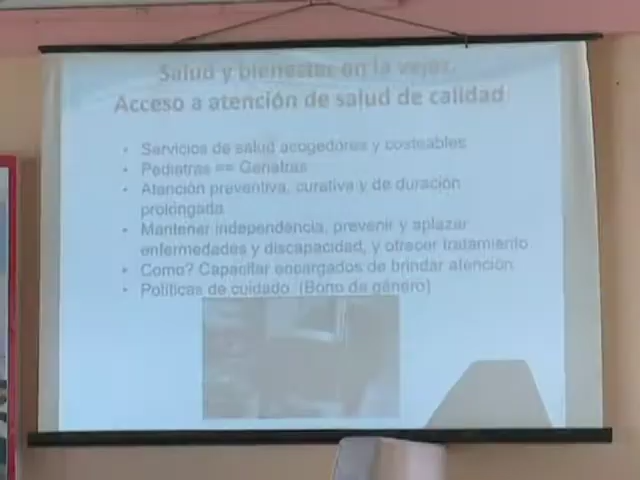 Salud y bienestar en la vejez.
Acceso a atención de salud de calidad
• Servicios de salud acogedores y costeables
• Pediatras == Geriatras
• Atención preventiva, curativa y de duración
prolongada
• Mantener independencia, prevenir y aplazar
enfermedades y discapacidad, y ofrecer tratamiento
• Como? Capacitar encargados de brindar atención
• Políticas de cuidado (Bono de género)